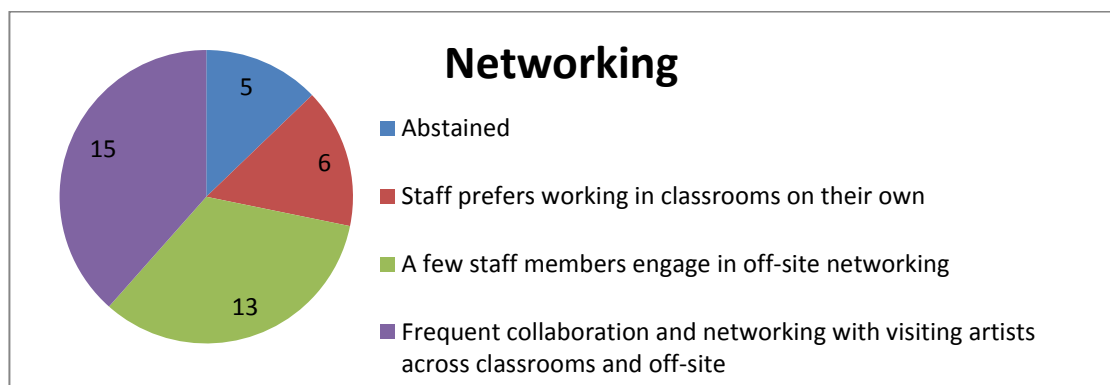 Networking
5
6
13
15
Abstained
Staff prefers working in classrooms on their own
A few staff members engage in off-site networking
Frequent collaboration and networking with visiting artists
across classrooms and off-site